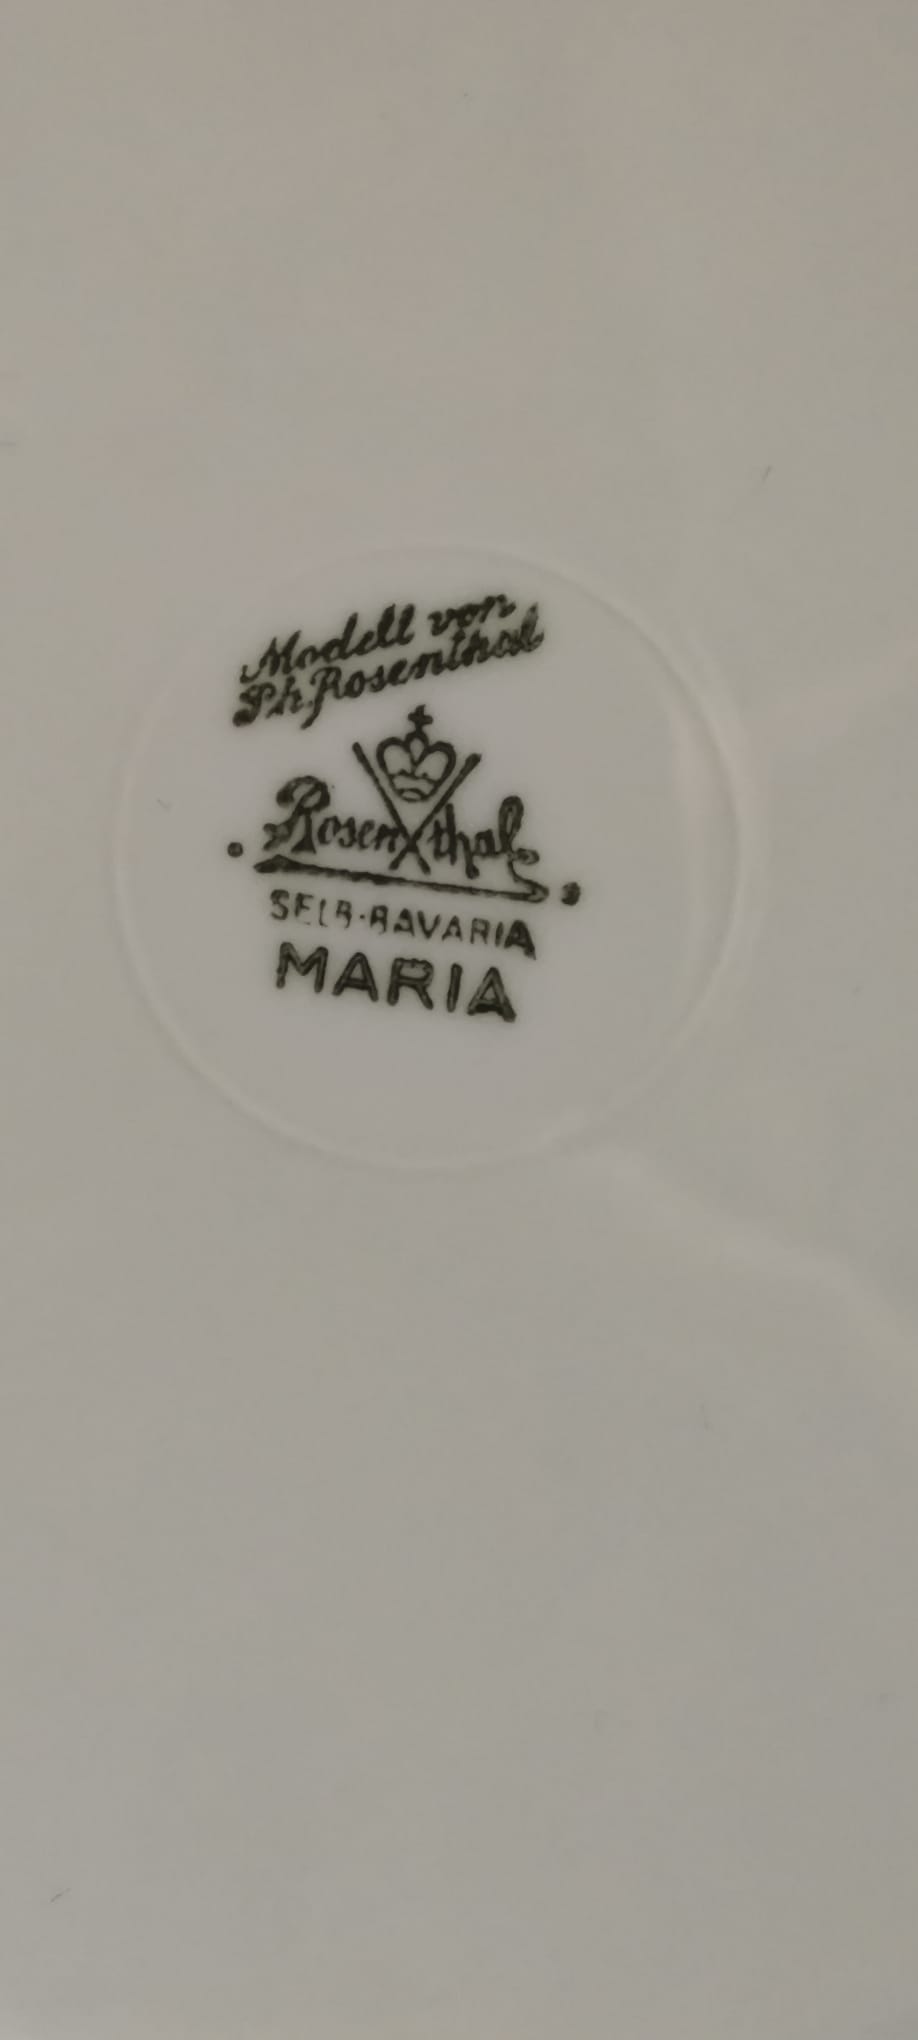 Modell von
Ph. Rosenthal
Rosenthal
SELB-BAVARIA
MARIA